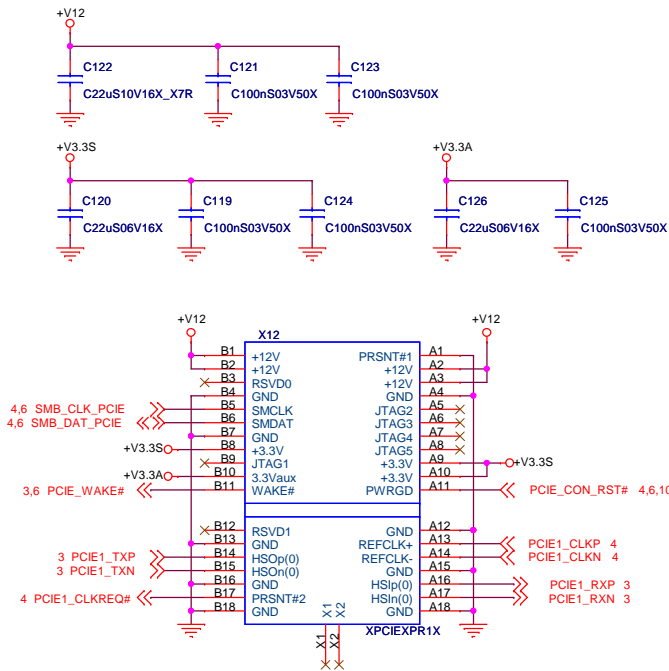 +V12
C122
C121
C123
C22uS10V16X_X7R
C100nS03V50X
C100nS03V50X
+V3.3S
+V3.3A
C120
C119
C124
C126
C125
C22uS06V16X
C100nS03V50X
C100nS03V50X
C22uS06V16X
C100nS03V50X
+V12
X12
+V12
B1 +12V PRSNT#1 A1
B2 +12V +12V A2
B3 RSVD0 +12V A3
B4 GND GND A4
4,6 SMB_CLK_PCIE B5 SMCLK JTAG2 A5
4,6 SMB_DAT_PCIE B6 SMDAT JTAG3 A6
B7 GND JTAG4 A7
+V3.3S B8 +3.3V JTAG5 A8
B9 JTAG1 +3.3V A9 +V3.3S
+V3.3A B10 3.3Vaux +3.3V A10
3,6 PCIE_WAKE# B11 WAKE# PWRGD A11 PCIE_CON_RST# 4,6,10
B12 RSVD1 GND A12
B13 GND REFCLK+ A13 PCIE1_CLKP 4
3 PCIE1_TXP B14 HSOp(0) REFCLK- A14 PCIE1_CLKN 4
3 PCIE1_TXN B15 HSOn(0) GND A15
B16 GND HSIp(0) A16 PCIE1_RXP 3
4 PCIE1_CLKREQ# B17 PRSNT#2 HSIn(0) A17 PCIE1_RXN 3
B18 GND GND A18
X1 X2
XPCIEXPR1X
X1 X2